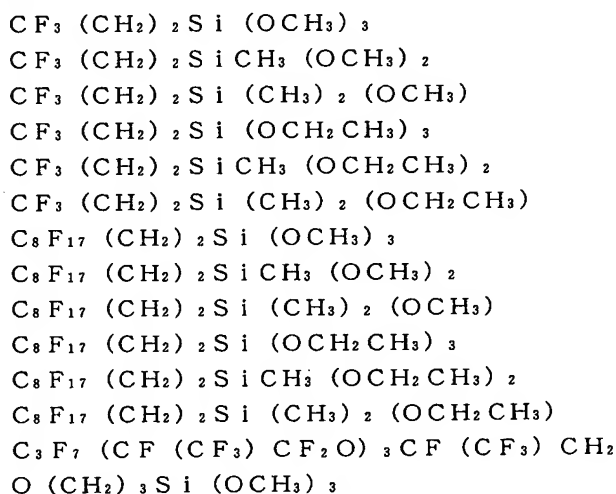 CF₃(CH₂)₂Si(OCH₃)₃
CF₃(CH₂)₂SiCH₃(OCH₃)₂
CF₃(CH₂)₂Si(CH₃)₂(OCH₃)
CF₃(CH₂)₂Si(OCH₂CH₃)₃
CF₃(CH₂)₂SiCH₃(OCH₂CH₃)₂
CF₃(CH₂)₂Si(CH₃)₂(OCH₂CH₃)
C₈F₁₇(CH₂)₂Si(OCH₃)₃
C₈F₁₇(CH₂)₂SiCH₃(OCH₃)₂
C₈F₁₇(CH₂)₂Si(CH₃)₂(OCH₃)
C₈F₁₇(CH₂)₂Si(OCH₂CH₃)₃
C₈F₁₇(CH₂)₂SiCH₃(OCH₂CH₃)₂
C₈F₁₇(CH₂)₂Si(CH₃)₂(OCH₂CH₃)
C₃F₇(CF(CF₃)CF₂O)₃CF(CF₃)CH₂
O(CH₂)₃Si(OCH₃)₃